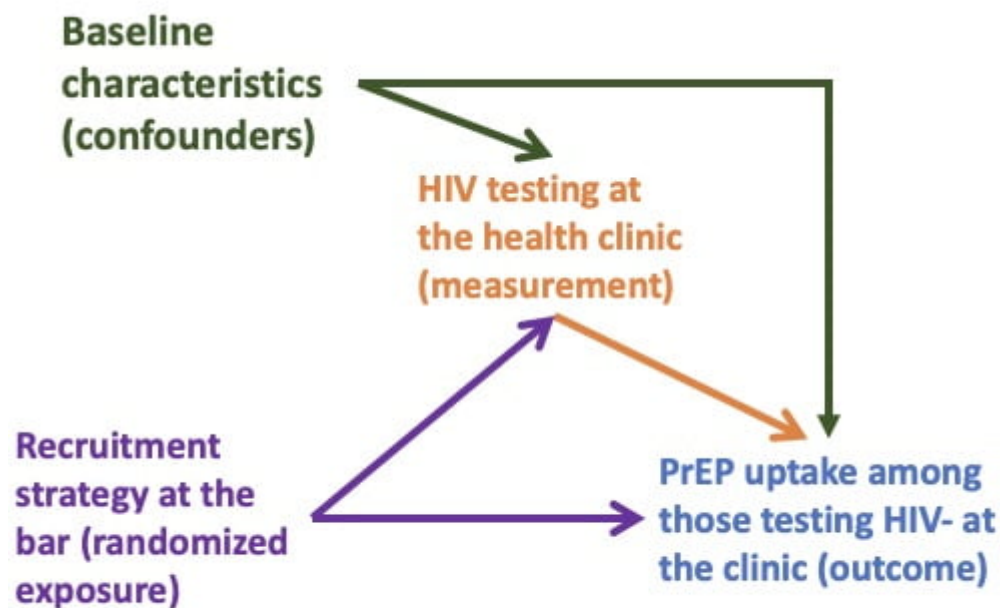 Baseline
characteristics
(confounders)
HIV testing at
the health clinic
(measurement)
Recruitment
strategy at the
bar (randomized
exposure)
PrEP uptake among
those testing HIV- at
the clinic (outcome)